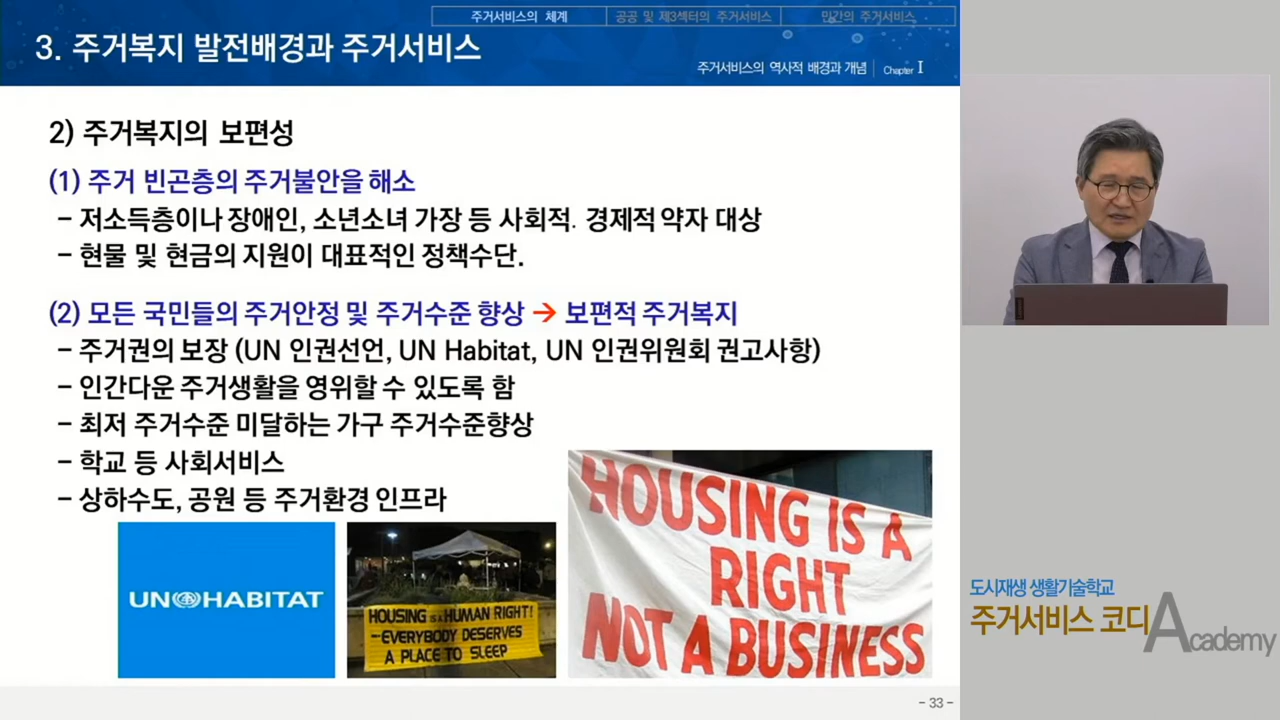 주거서비스의 체계
공공 및 제3섹터의 주거서비스
민간의 주거서비스
3. 주거복지 발전배경과 주거서비스
주거서비스의 역사적 배경과 개념 Chapter I
2) 주거복지의 보편성
(1) 주거 빈곤층의 주거불안을 해소
– 저소득층이나 장애인, 소년소녀 가장 등 사회적. 경제적 약자 대상
– 현물 및 현금의 지원이 대표적인 정책수단.
(2) 모든 국민들의 주거안정 및 주거수준 향상 → 보편적 주거복지
– 주거권의 보장 (UN 인권선언, UN Habitat, UN 인권위원회 권고사항)
– 인간다운 주거생활을 영위할 수 있도록 함
– 최저 주거수준 미달하는 가구 주거수준향상
– 학교 등 사회서비스
– 상하수도, 공원 등 주거환경 인프라
UN HABITAT
HOUSING IS A HUMAN RIGHT!
– EVERYBODY DESERVES
A PLACE TO SLEEP
HOUSING IS A
RIGHT
NOT A BUSINESS
도시재생 생활기술학교
주거서비스 코디 Academy
- 33 -